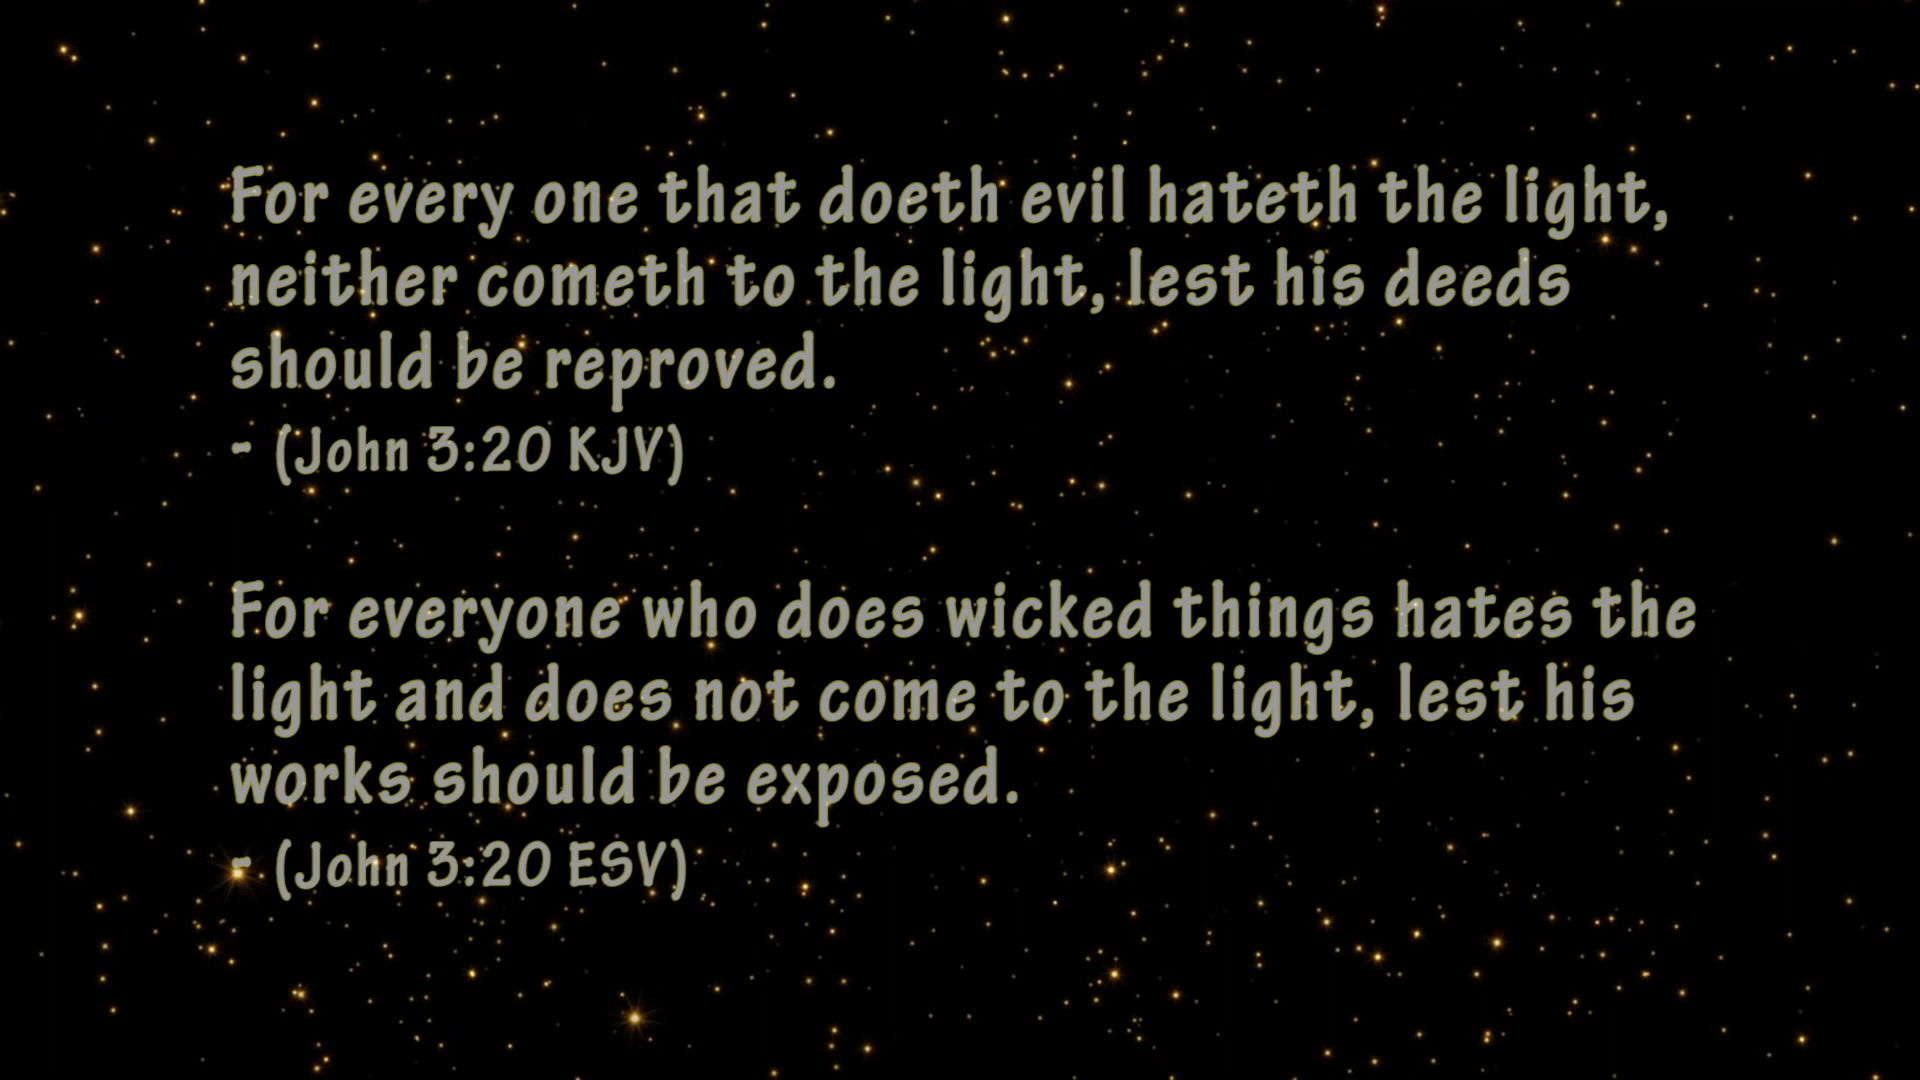 For every one that doeth evil hateth the light,
neither cometh to the light, lest his deeds
should be reproved.
- (John 3:20 KJV)
For everyone who does wicked things hates the
light and does not come to the light, lest his
works should be exposed.
- (John 3:20 ESV)